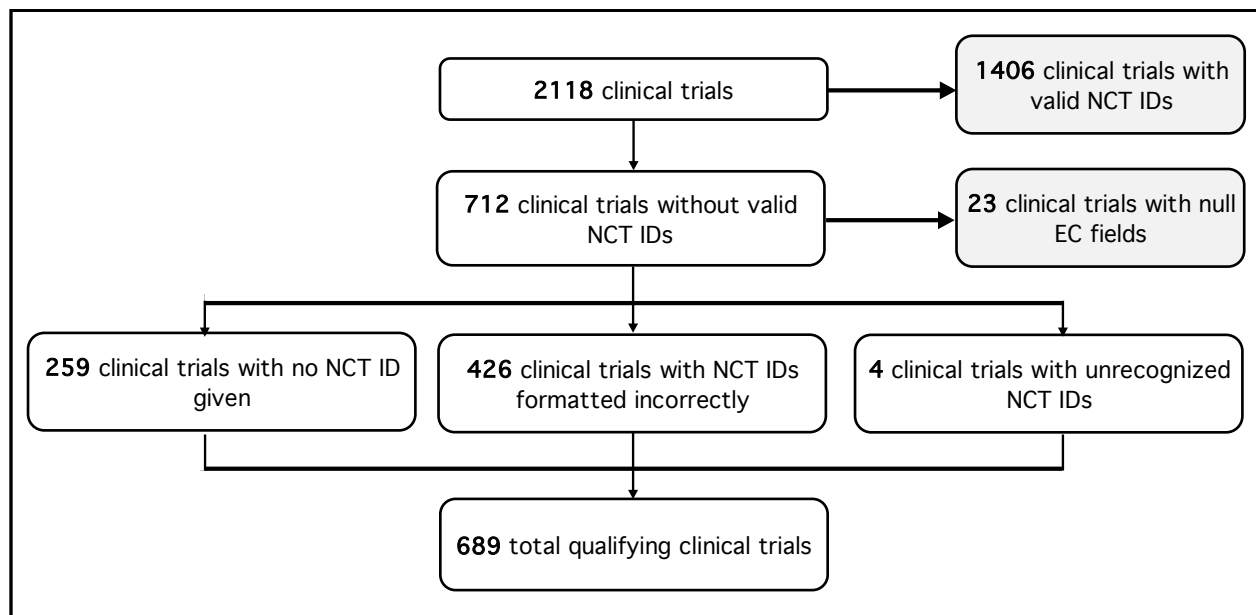 2118 clinical trials
1406 clinical trials with
valid NCT IDs
712 clinical trials without valid
NCT IDs
23 clinical trials with null
EC fields
259 clinical trials with no NCT ID
given
426 clinical trials with NCT IDs
formatted incorrectly
4 clinical trials with unrecognized
NCT IDs
689 total qualifying clinical trials